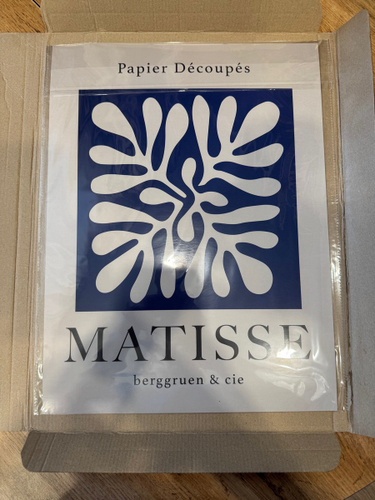 Papier Découpés
MATISSE
berggruen & cie